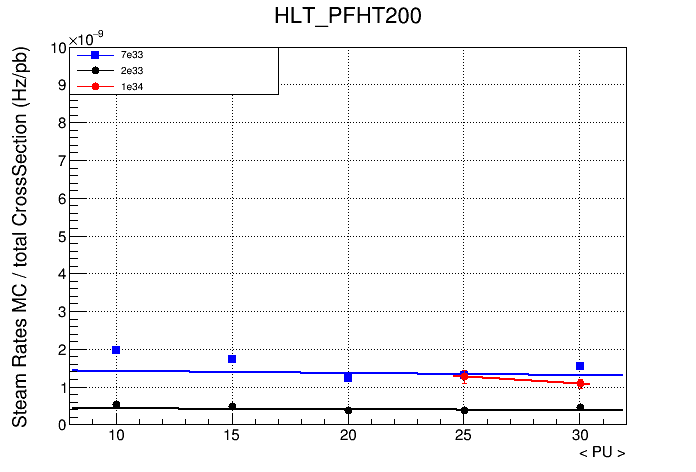 HLT_PFHT200
×10⁻⁹
Steam Rates MC / total CrossSection (Hz/pb)
10
9
8
7
6
5
4
3
2
1
0
7e33
2e33
1e34
10 15 20 25 30
< PU >